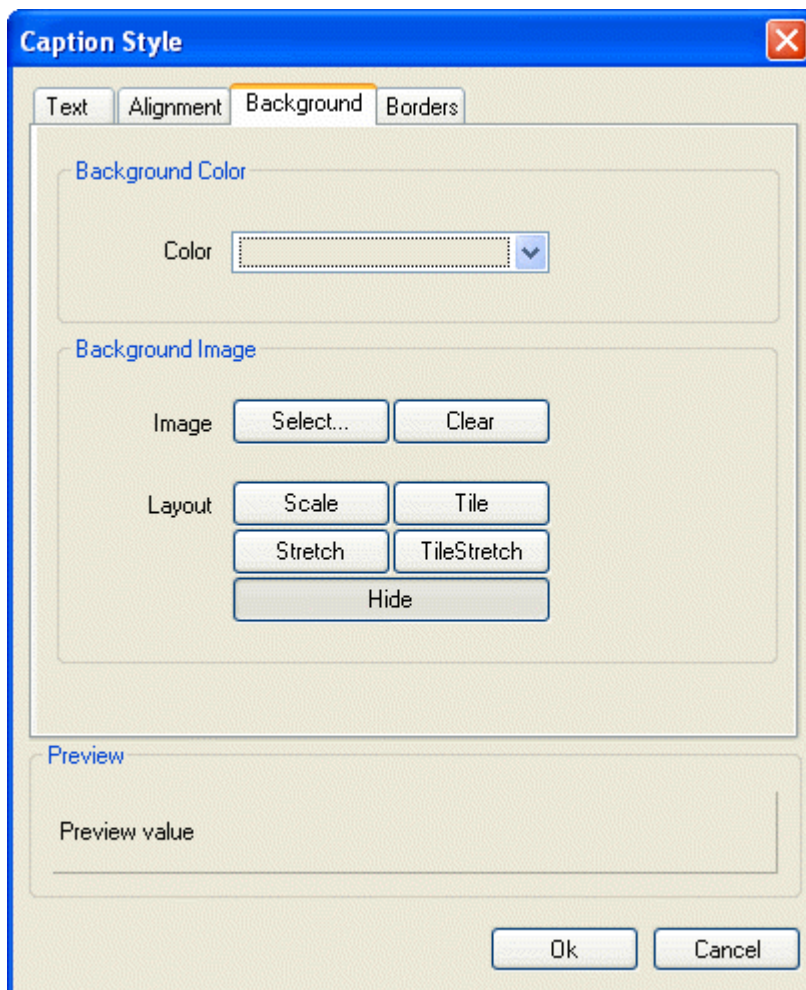 Caption Style
Text Alignment Background Borders
Background Color
Color
Background Image
Image Select... Clear
Layout Scale Tile
Stretch TileStretch
Hide
Preview
Preview value
Ok Cancel